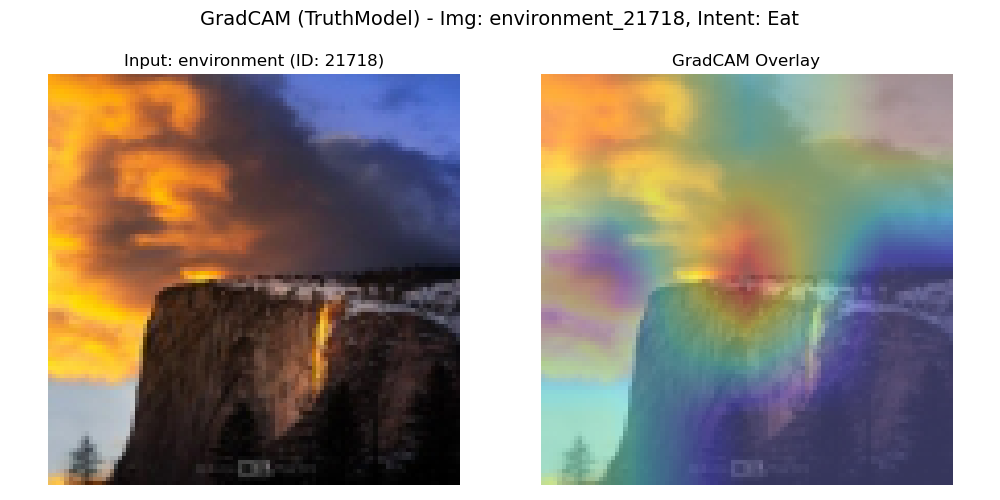 GradCAM (TruthModel) - Img: environment_21718, Intent: Eat
Input: environment (ID: 21718)
GradCAM Overlay